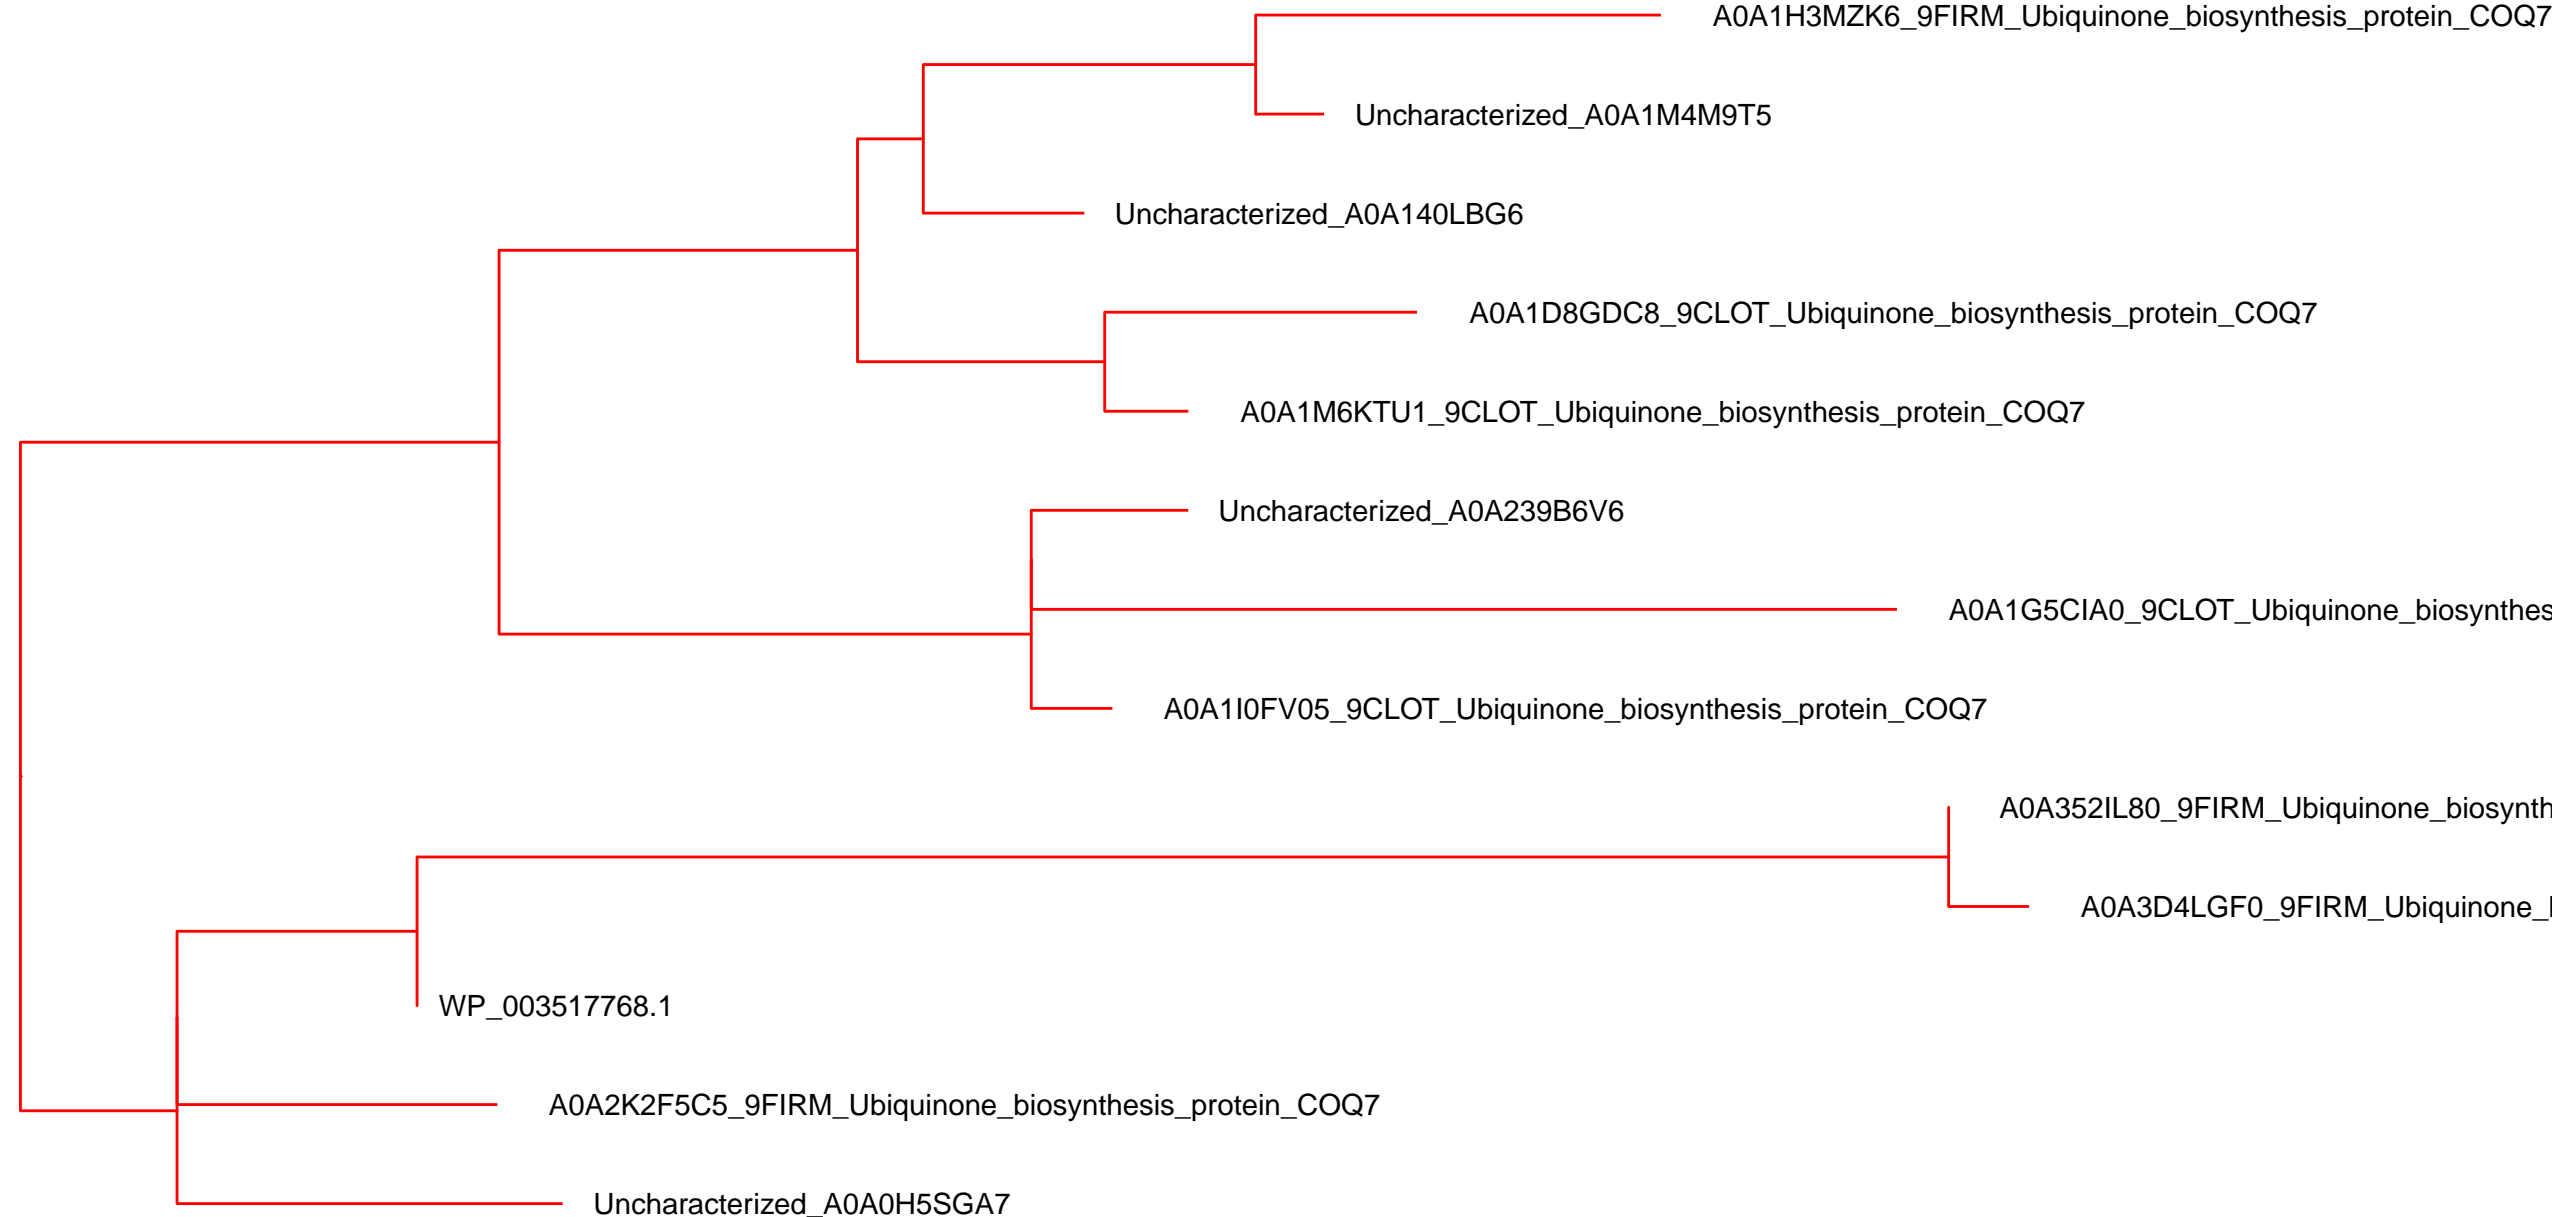 A0A1H3MZK6_9FIRM_Ubiquinone_biosynthesis_protein_COQ7
Uncharacterized_A0A1M4M9T5
Uncharacterized_A0A140LBG6
A0A1D8GDC8_9CLOT_Ubiquinone_biosynthesis_protein_COQ7
A0A1M6KTU1_9CLOT_Ubiquinone_biosynthesis_protein_COQ7
Uncharacterized_A0A239B6V6
A0A1G5CIA0_9CLOT_Ubiquinone_biosynthes
A0A1I0FV05_9CLOT_Ubiquinone_biosynthesis_protein_COQ7
A0A352IL80_9FIRM_Ubiquinone_biosynth
A0A3D4LGF0_9FIRM_Ubiquinone_
WP_003517768.1
A0A2K2F5C5_9FIRM_Ubiquinone_biosynthesis_protein_COQ7
Uncharacterized_A0A0H5SGA7